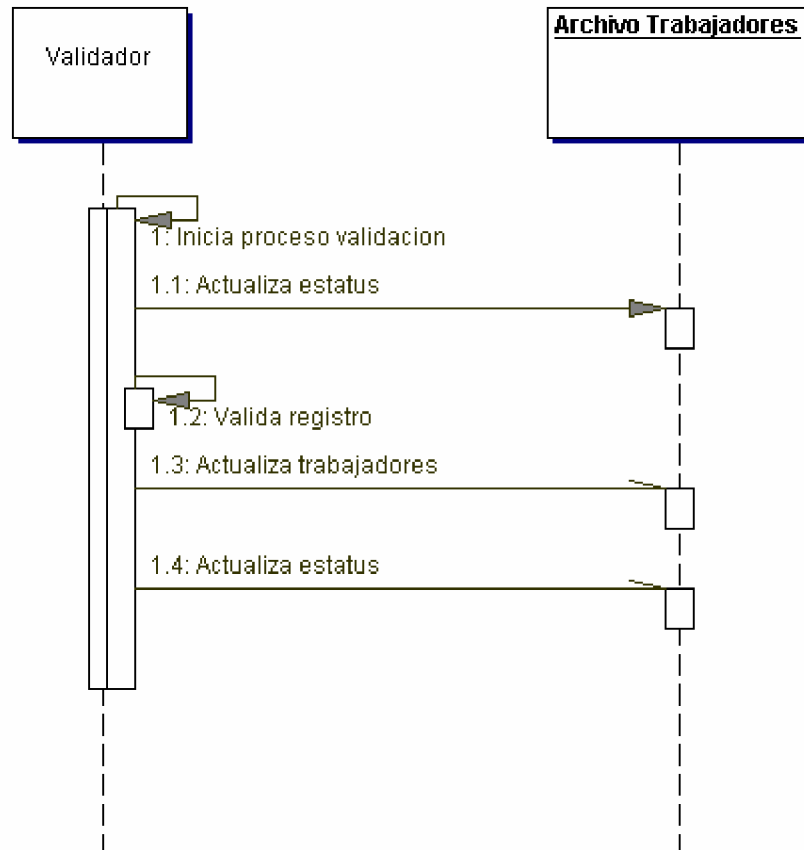 Validador
Archivo Trabajadores
1: Inicia proceso validacion
1.1: Actualiza estatus
1.2: Valida registro
1.3: Actualiza trabajadores
1.4: Actualiza estatus